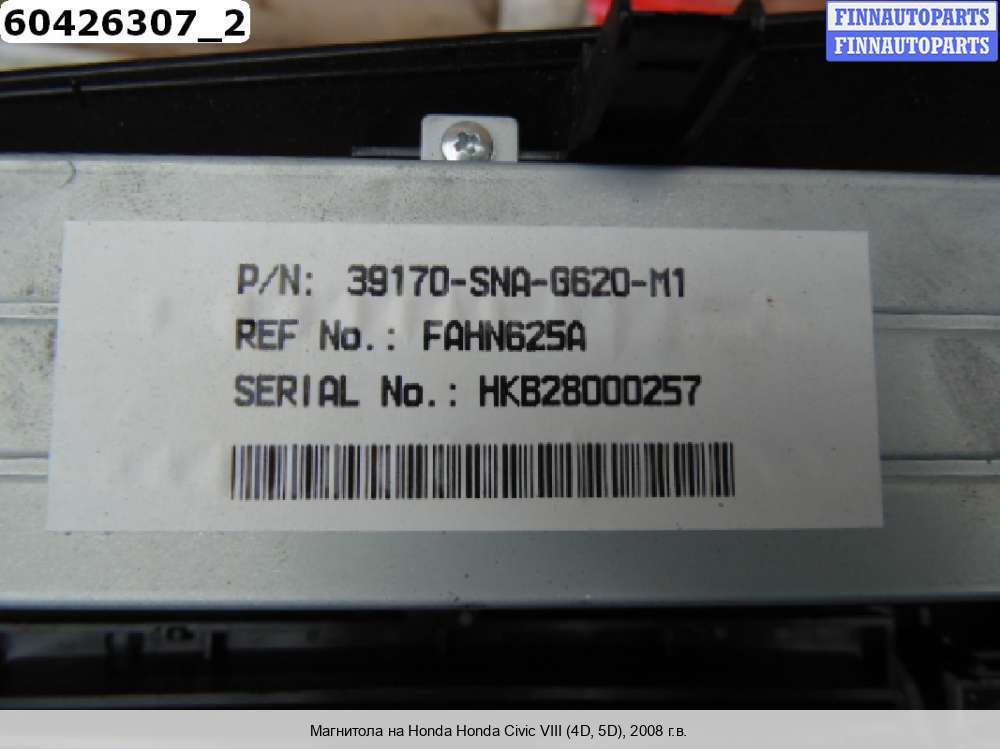 60426307_2
FINNAUTOPARTS
FINNAUTOPARTS
P/N: 39170-SNA-G620-M1
REF No.: FAHN625A
SERIAL No.: HKB28000257
Магнитола на Honda Honda Civic VIII (4D, 5D), 2008 г.в.